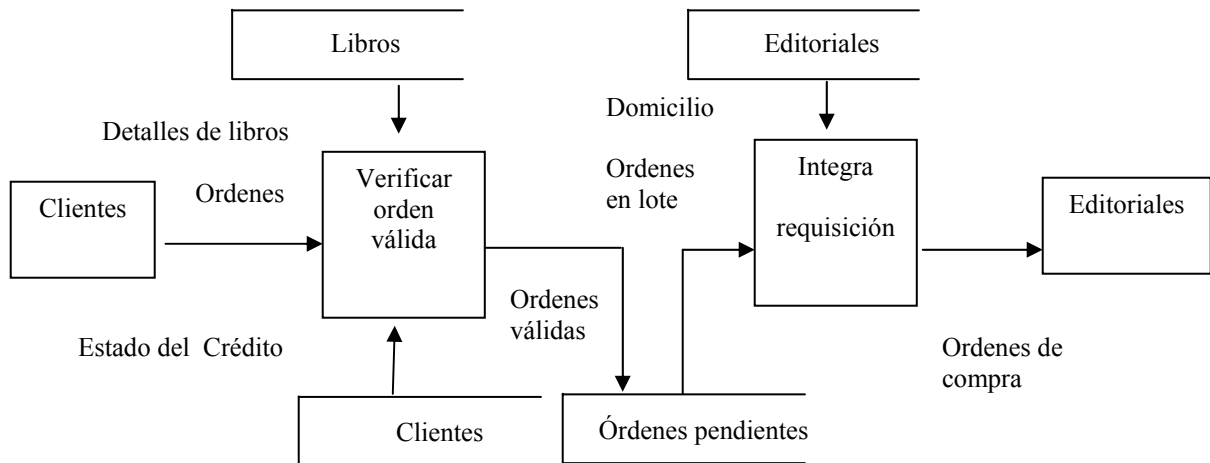 Libros
Editoriales
Detalles de libros
Domicilio
Clientes
Ordenes
Verificar
orden
válida
Ordenes
en lote
Integra
requisición
Editoriales
Estado del Crédito
Ordenes
válidas
Ordenes de
compra
Clientes
Órdenes pendientes